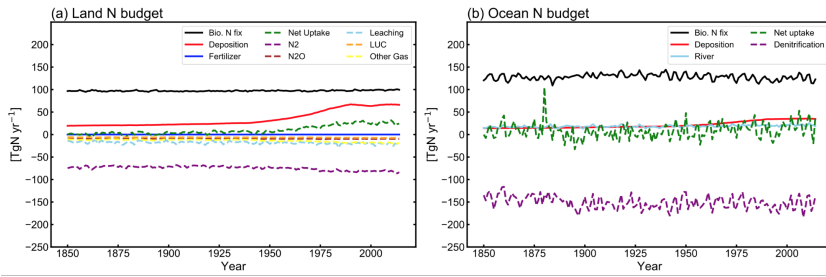 (a) Land N budget
Bio. N fix
Deposition
Fertilizer
Net Uptake
N2
N2O
Leaching
LUC
Other Gas
[TgN yr⁻¹]
200
150
100
50
0
−50
−100
−150
−200
−250
1850
1875
1900
1925
1950
1975
2000
Year
(b) Ocean N budget
Bio. N fix
Deposition
River
Net uptake
Denitrification
[TgN yr⁻¹]
200
150
100
50
0
−50
−100
−150
−200
−250
1850
1875
1900
1925
1950
1975
2000
Year